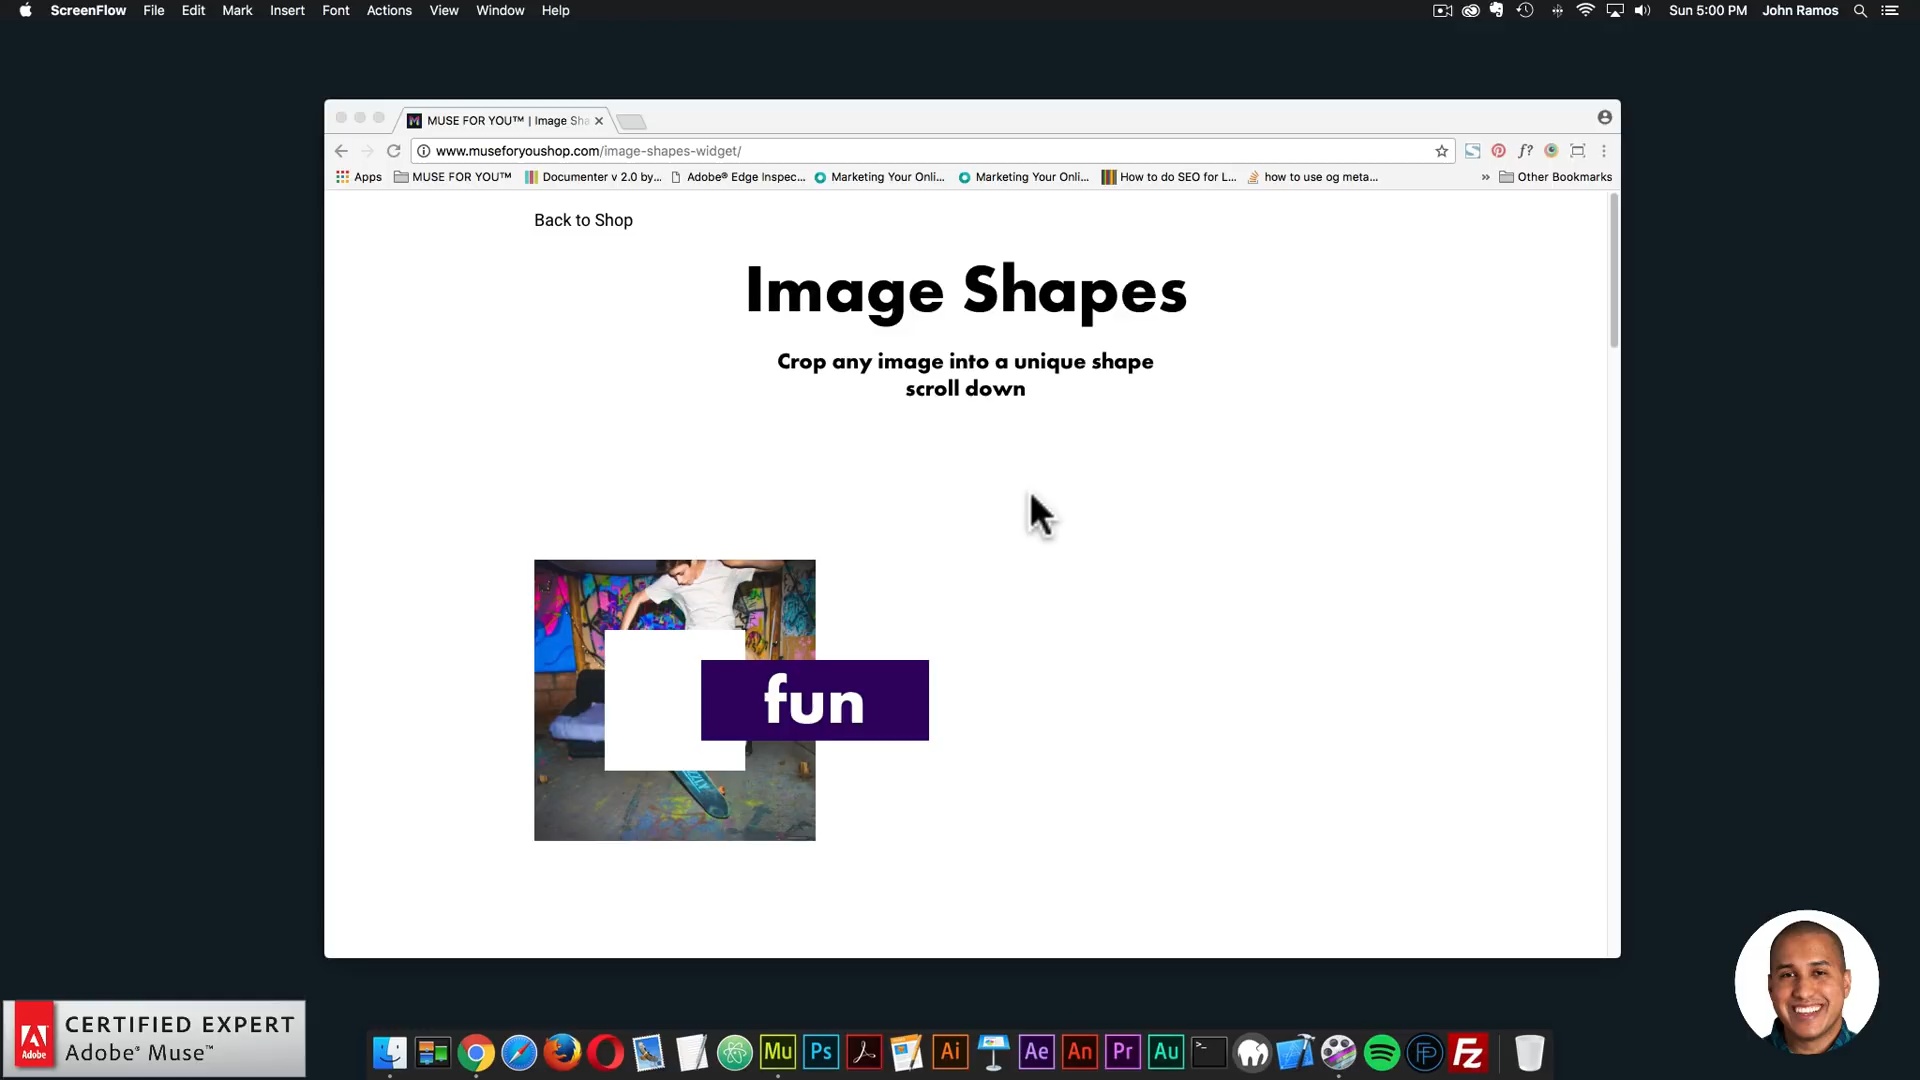 ScreenFlow File Edit Mark Insert Font Actions View Window Help Sun 5:00 PM John Ramos
MUSE FOR YOU™ | Image Sha
www.museforyoushop.com/image-shapes-widget/
Apps MUSE FOR YOU™ Documenter v 2.0 by... Adobe® Edge Inspec... Marketing Your Onli... Marketing Your Onli... How to do SEO for L... how to use og meta... » Other Bookmarks
Back to Shop
Image Shapes
Crop any image into a unique shape
scroll down
fun
CERTIFIED EXPERT
Adobe® Muse™
Adobe
Mu Ps Ai Ae An Pr Au Fz